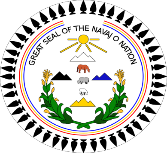 GREAT SEAL OF THE NAVAJO NATION